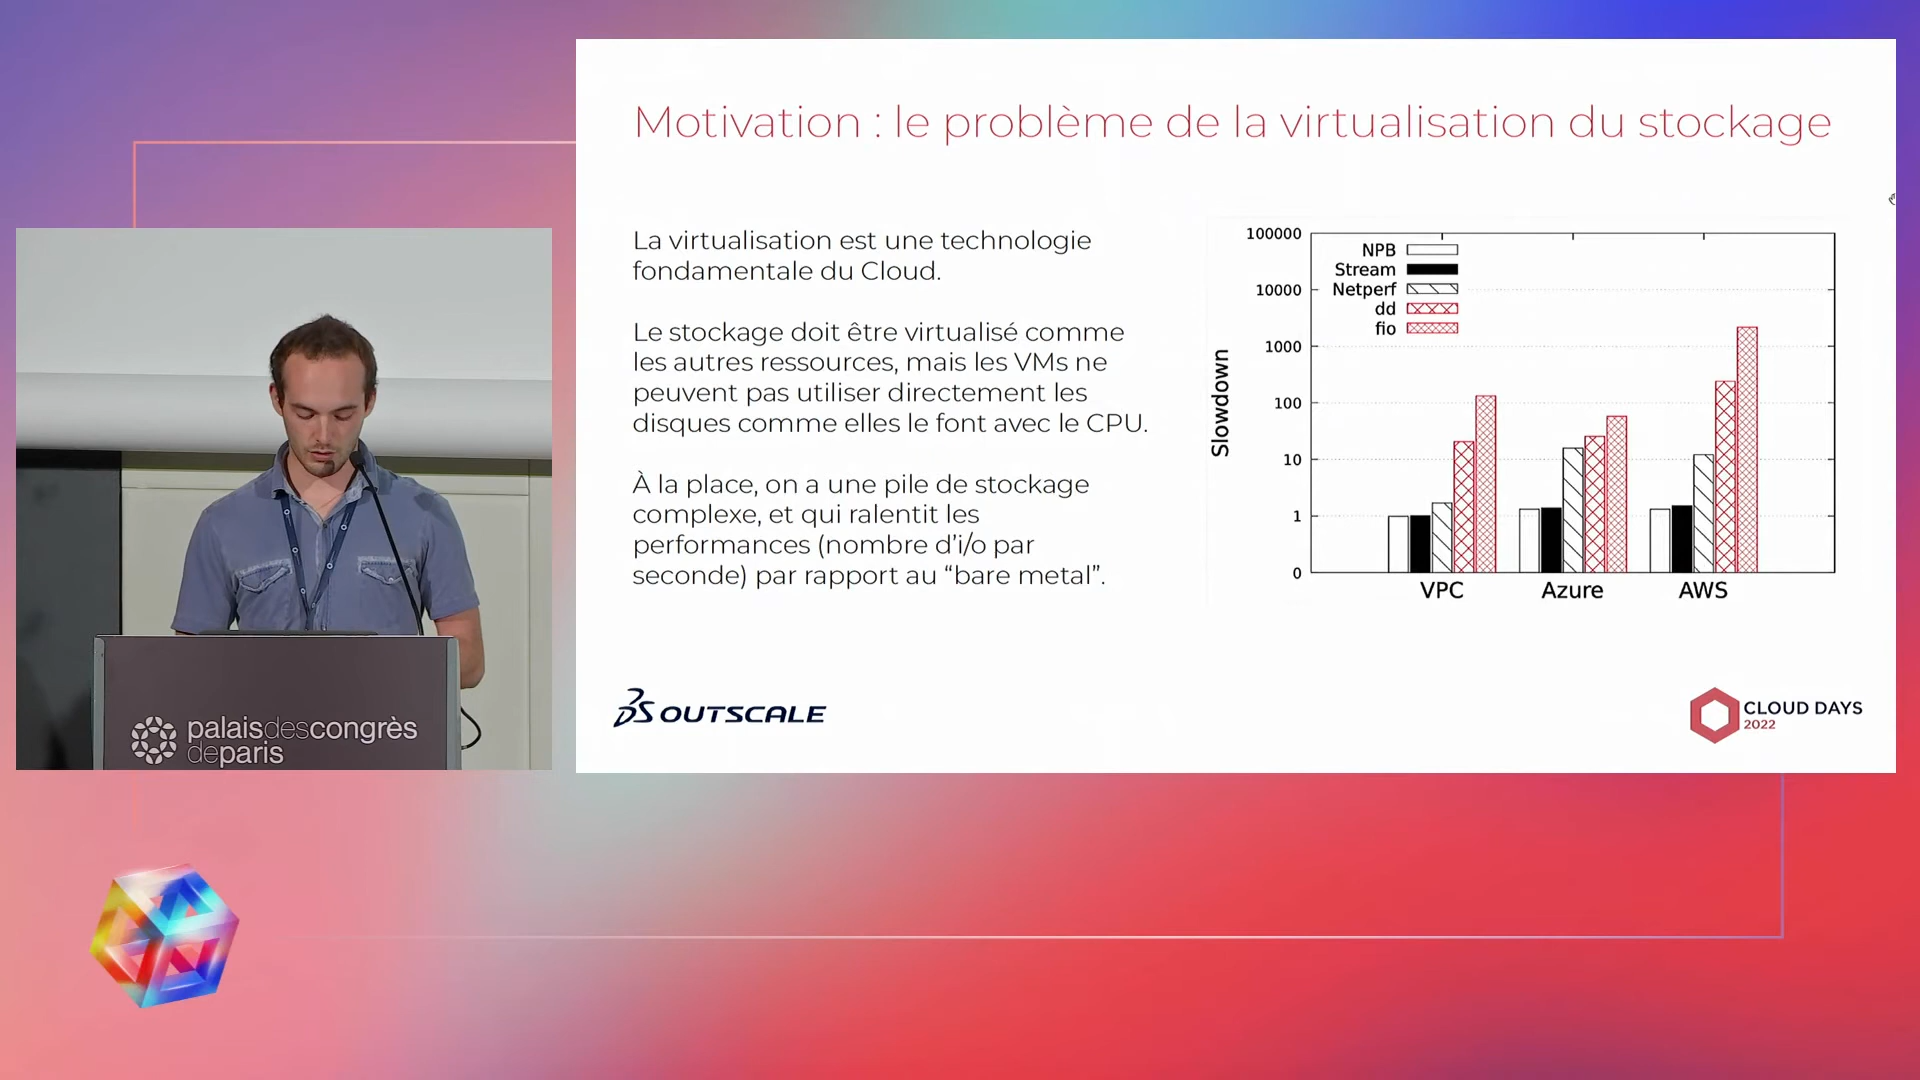 Motivation : le problème de la virtualisation du stockage
La virtualisation est une technologie
fondamentale du Cloud.
Le stockage doit être virtualisé comme
les autres ressources, mais les VMs ne
peuvent pas utiliser directement les
disques comme elles le font avec le CPU.
À la place, on a une pile de stockage
complexe, et qui ralentit les
performances (nombre d'i/o par
seconde) par rapport au “bare metal”.
Slowdown
100000
10000
1000
100
10
1
0
NPB
Stream
Netperf
dd
fio
VPC Azure AWS
OUTSCALE
CLOUD DAYS
2022
palaisdescongrès
deparis